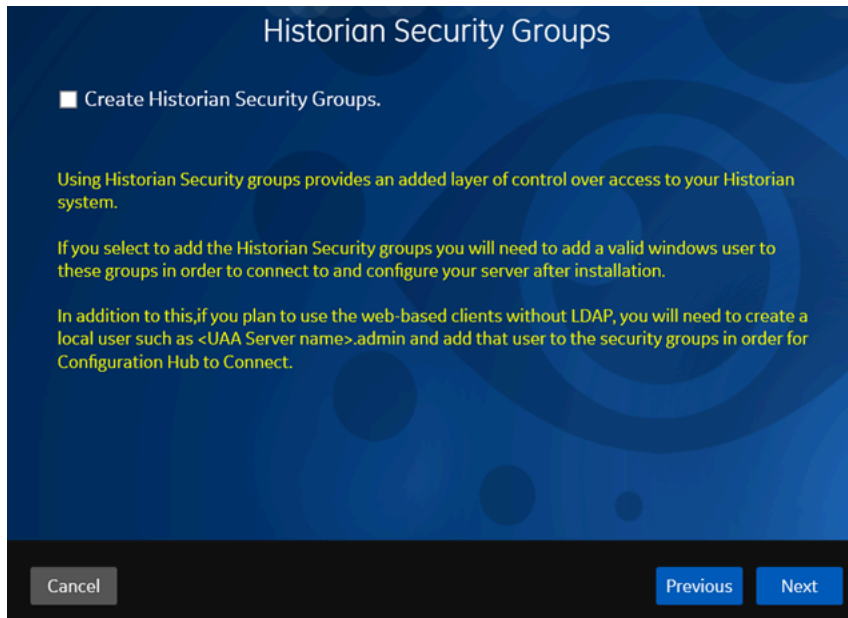 Historian Security Groups
Create Historian Security Groups.
Using Historian Security groups provides an added layer of control over access to your Historian
system.
If you select to add the Historian Security groups you will need to add a valid windows user to
these groups in order to connect to and configure your server after installation.
In addition to this,if you plan to use the web-based clients without LDAP, you will need to create a
local user such as <UAA Server name>.admin and add that user to the security groups in order for
Configuration Hub to Connect.
Cancel
Previous
Next